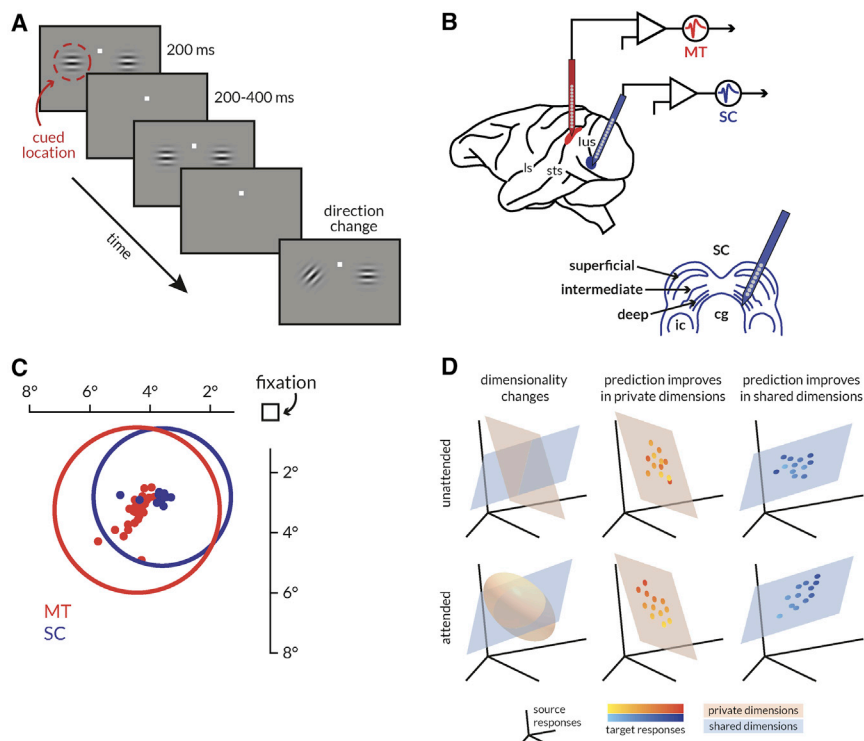 A
200 ms
200-400 ms
cued
location
time
direction
change
B
MT
SC
lus
ls
sts
SC
superficial
intermediate
deep
ic
cg
C
8°
6°
4°
2°
fixation
2°
4°
6°
8°
MT
SC
D
dimensionality
changes
prediction improves
in private dimensions
prediction improves
in shared dimensions
unattended
attended
source
responses
target responses
private dimensions
shared dimensions